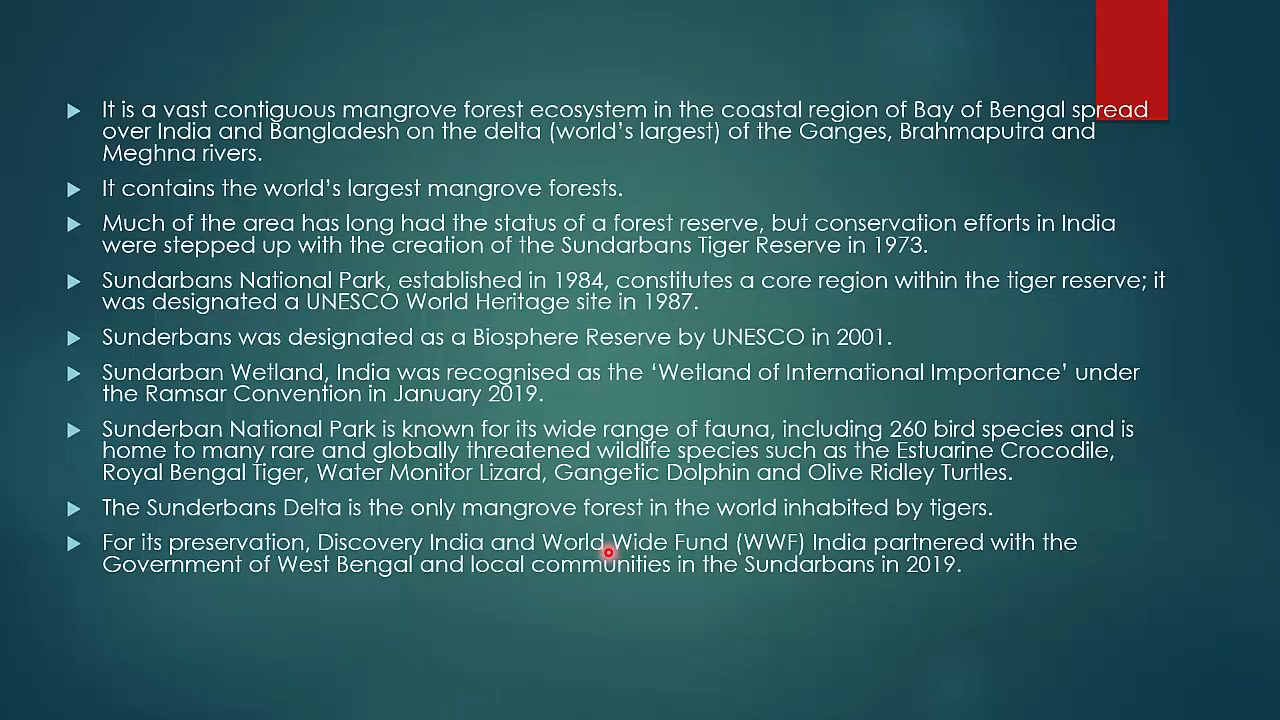 It is a vast contiguous mangrove forest ecosystem in the coastal region of Bay of Bengal spread
over India and Bangladesh on the delta (world’s largest) of the Ganges, Brahmaputra and
Meghna rivers.
It contains the world’s largest mangrove forests.
Much of the area has long had the status of a forest reserve, but conservation efforts in India
were stepped up with the creation of the Sundarbans Tiger Reserve in 1973.
Sundarbans National Park, established in 1984, constitutes a core region within the tiger reserve; it
was designated a UNESCO World Heritage site in 1987.
Sunderbans was designated as a Biosphere Reserve by UNESCO in 2001.
Sundarban Wetland, India was recognised as the ‘Wetland of International Importance’ under
the Ramsar Convention in January 2019.
Sunderban National Park is known for its wide range of fauna, including 260 bird species and is
home to many rare and globally threatened wildlife species such as the Estuarine Crocodile,
Royal Bengal Tiger, Water Monitor Lizard, Gangetic Dolphin and Olive Ridley Turtles.
The Sunderbans Delta is the only mangrove forest in the world inhabited by tigers.
For its preservation, Discovery India and World Wide Fund (WWF) India partnered with the
Government of West Bengal and local communities in the Sundarbans in 2019.